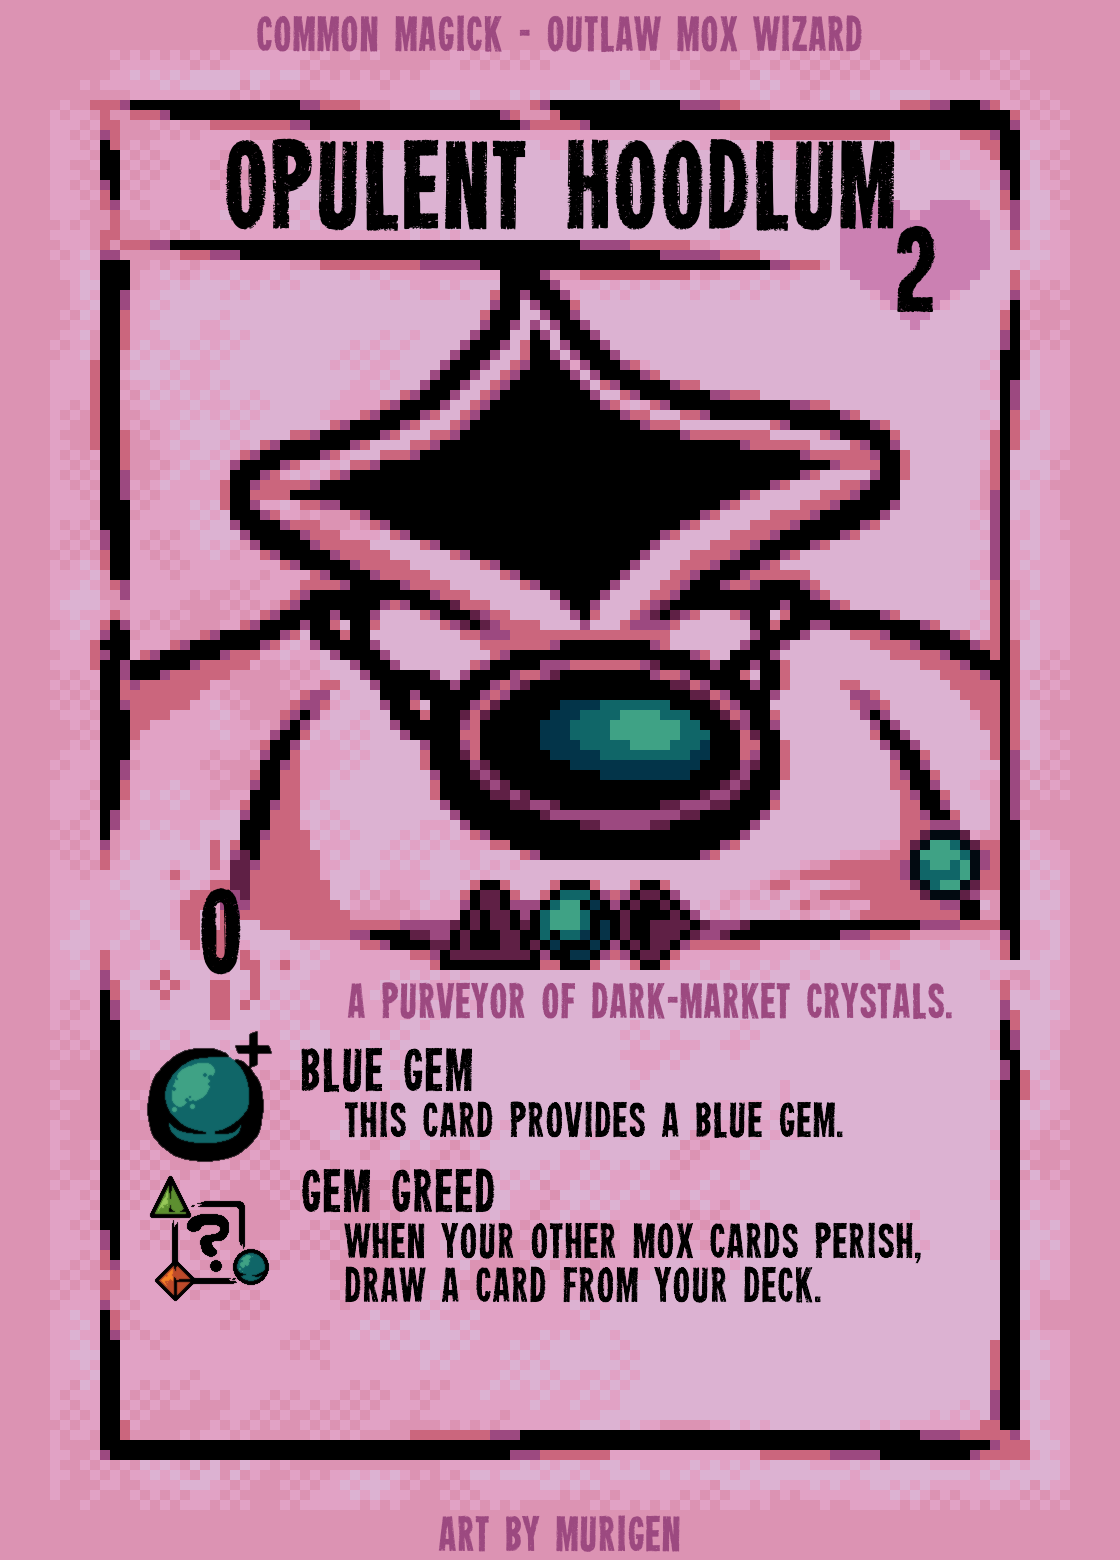 COMMON MAGICK - OUTLAW MOX WIZARD
OPULENT HOODLUM
2
0
A PURVEYOR OF DARK-MARKET CRYSTALS.
BLUE GEM
THIS CARD PROVIDES A BLUE GEM.
GEM GREED
?
WHEN YOUR OTHER MOX CARDS PERISH,
DRAW A CARD FROM YOUR DECK.
ART BY MURIGEN